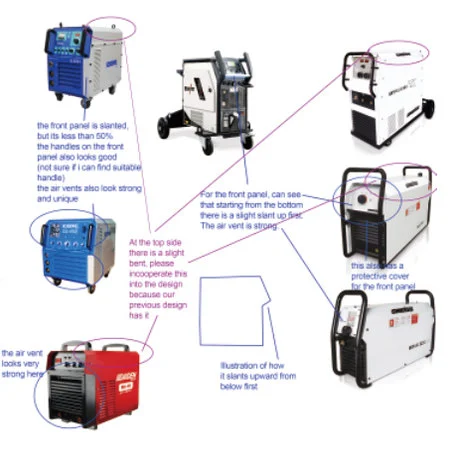 the front panel is slanted,
but its less than 50%
the handles on the front
panel also looks good
(not sure if i can find suitable
handle)
the air vents also look strong
and unique
For the front panel, can see
that starting from the bottom
there is a slight slant up first.
The air vent is strong
At the top side
there is a slight
bent, please
incooperate this
into the design
because our
previous design
has it
this also has a
protective cover
for the front panel
the air vent
looks very
strong here
Illustration of how
it slants upward from
below first